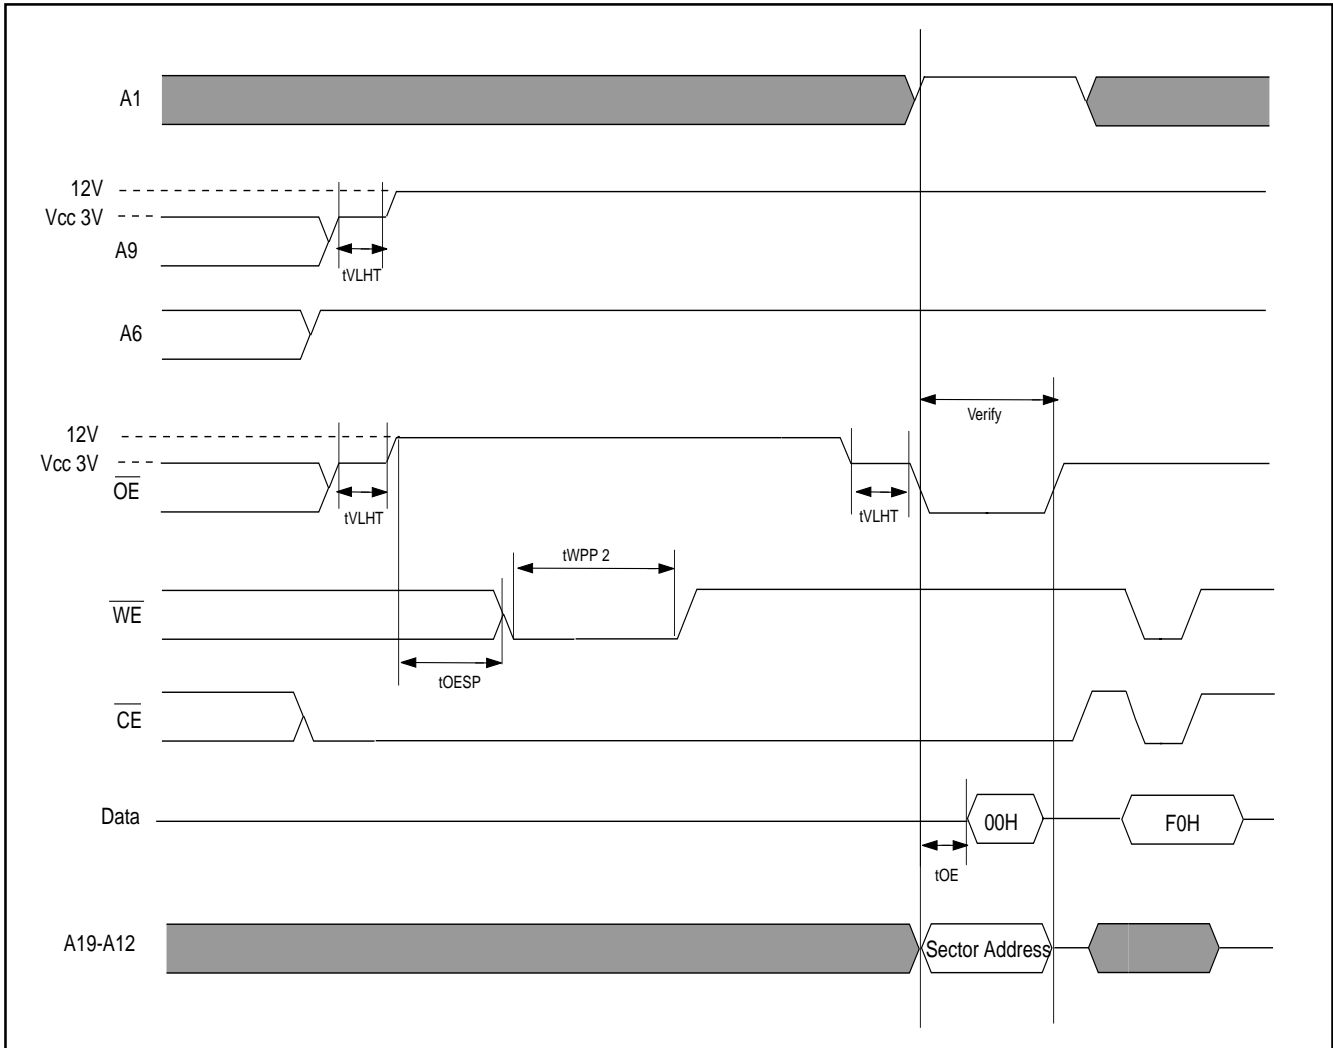 A1
12V
Vcc 3V
A9
tVLHT
A6
Verify
12V
Vcc 3V
OE
tVLHT
tVLHT
tWPP 2
WE
tOESP
CE
Data
00H
F0H
tOE
A19-A12
Sector Address